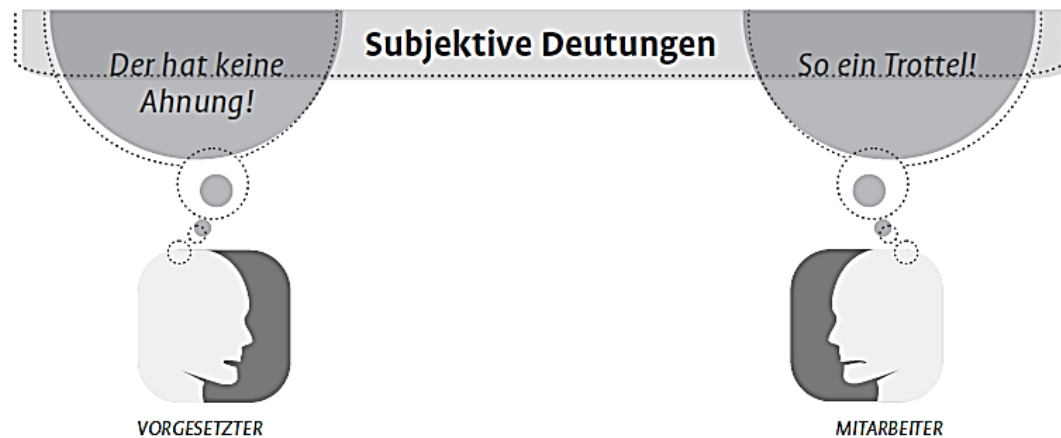 Subjektive Deutungen
Der hat keine
Ahnung!
So ein Trottel!
VORGESETZTER
MITARBEITER